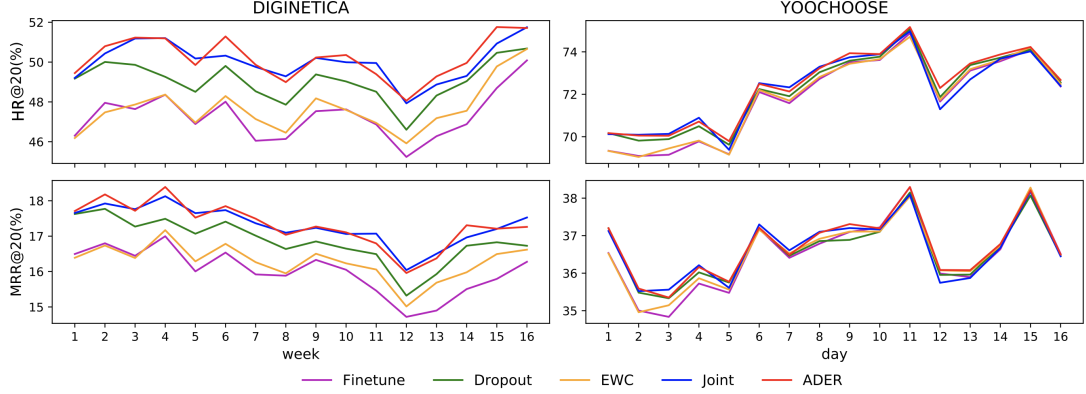 DIGINETICA
YOOCHOOSE
HR@20(%)
52
50
48
46
74
72
70
MRR@20(%)
18
17
16
15
38
37
36
35
1 2 3 4 5 6 7 8 9 10 11 12 13 14 15 16
1 2 3 4 5 6 7 8 9 10 11 12 13 14 15 16
week
day
Finetune Dropout EWC Joint ADER